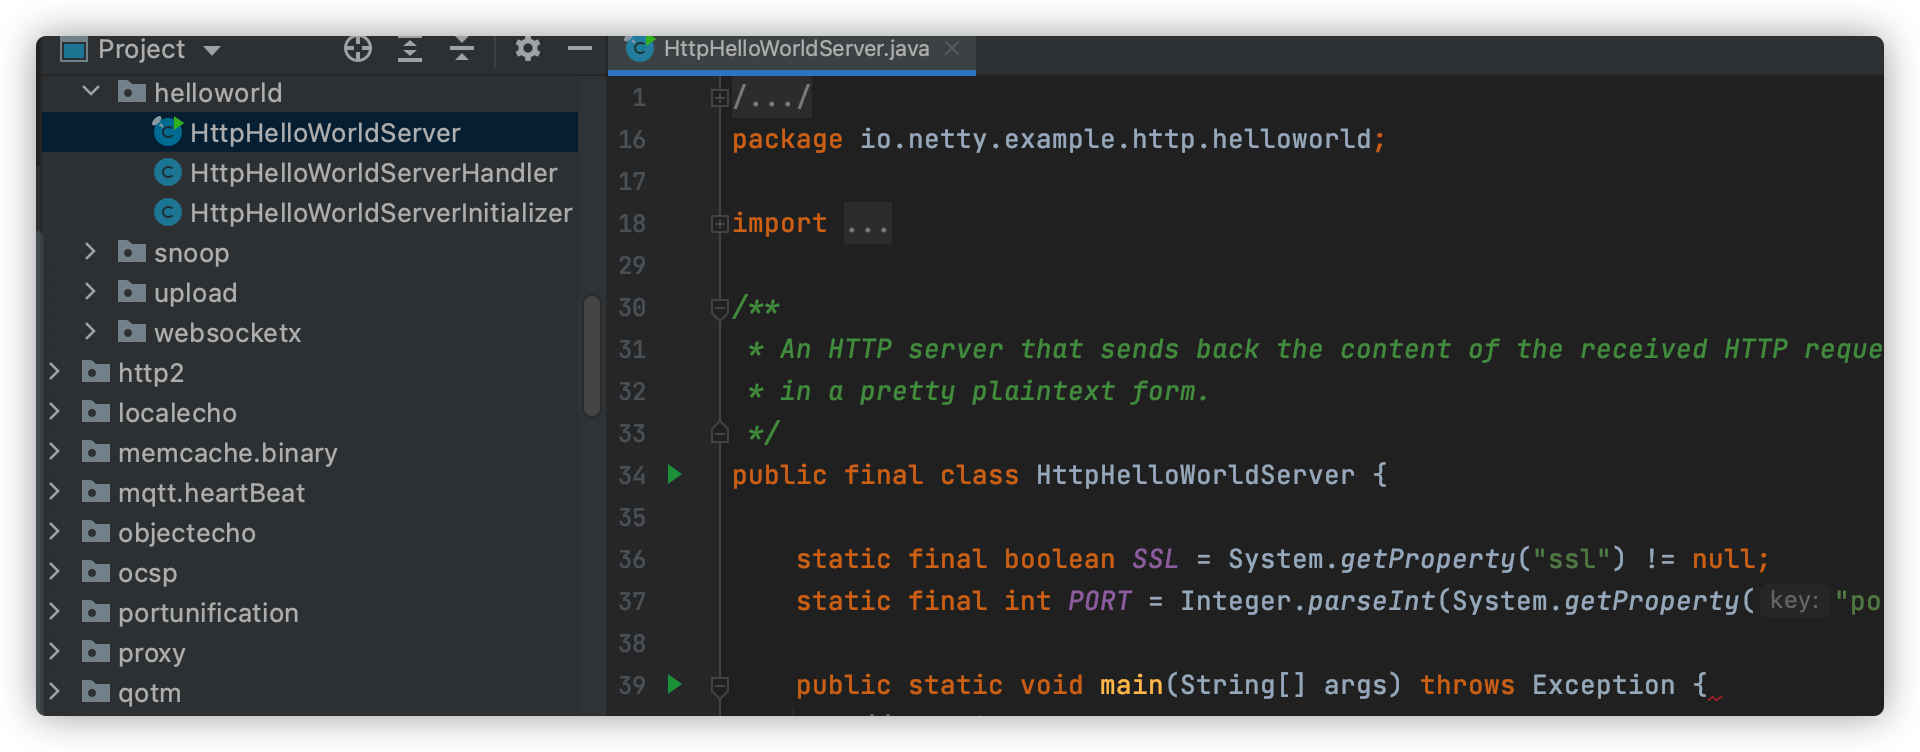 Project
helloworld
HttpHelloWorldServer
HttpHelloWorldServerHandler
HttpHelloWorldServerInitializer
snoop
upload
websocketx
http2
localecho
memcache.binary
mqtt.heartBeat
objectecho
ocsp
portunification
proxy
qotm
HttpHelloWorldServer.java
1 /.../
16 package io.netty.example.http.helloworld;
17
18 import ...
29
30 /**
31 * An HTTP server that sends back the content of the received HTTP reque
32 * in a pretty plaintext form.
33 */
34 public final class HttpHelloWorldServer {
35
36 static final boolean SSL = System.getProperty("ssl") != null;
37 static final int PORT = Integer.parseInt(System.getProperty( key: "po
38
39 public static void main(String[] args) throws Exception {